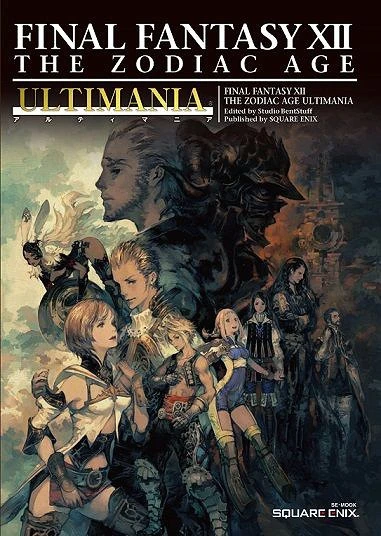 FINAL FANTASY XII
THE ZODIAC AGE
ULTIMANIA
アルティマニア
FINAL FANTASY XII
THE ZODIAC AGE ULTIMANIA
Edited by Studio BentStuff
Published by SQUARE ENIX
SE-MOOK
SQUARE ENIX